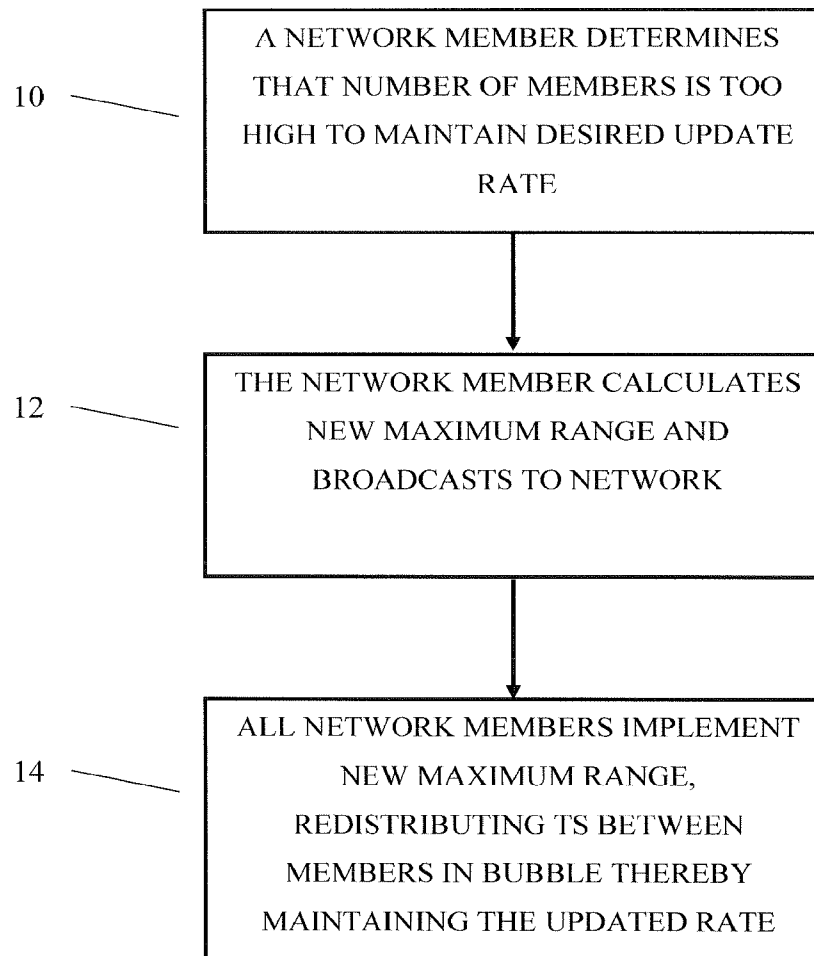 A NETWORK MEMBER DETERMINES
THAT NUMBER OF MEMBERS IS TOO
HIGH TO MAINTAIN DESIRED UPDATE
RATE
10
THE NETWORK MEMBER CALCULATES
NEW MAXIMUM RANGE AND
BROADCASTS TO NETWORK
12
ALL NETWORK MEMBERS IMPLEMENT
NEW MAXIMUM RANGE,
REDISTRIBUTING TS BETWEEN
MEMBERS IN BUBBLE THEREBY
MAINTAINING THE UPDATED RATE
14